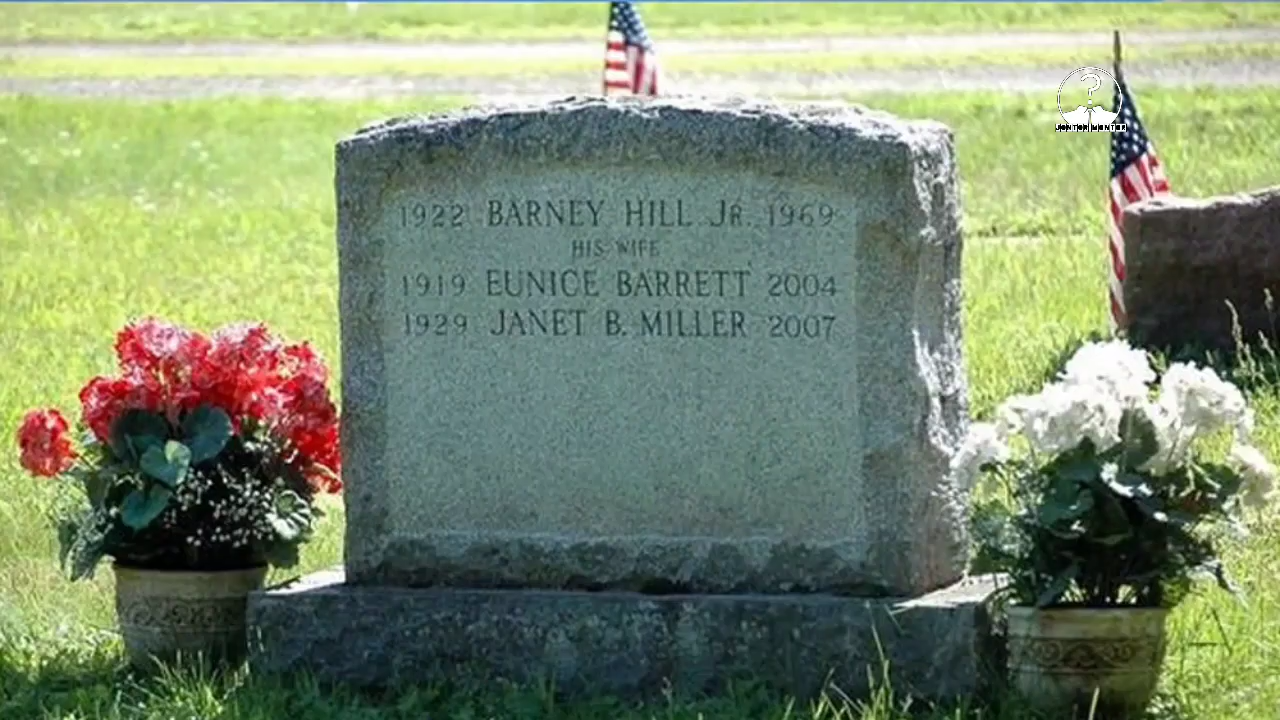 1922 BARNEY HILL JR. 1969
HIS WIFE
1919 EUNICE BARRETT 2004
1929 JANET B. MILLER 2007